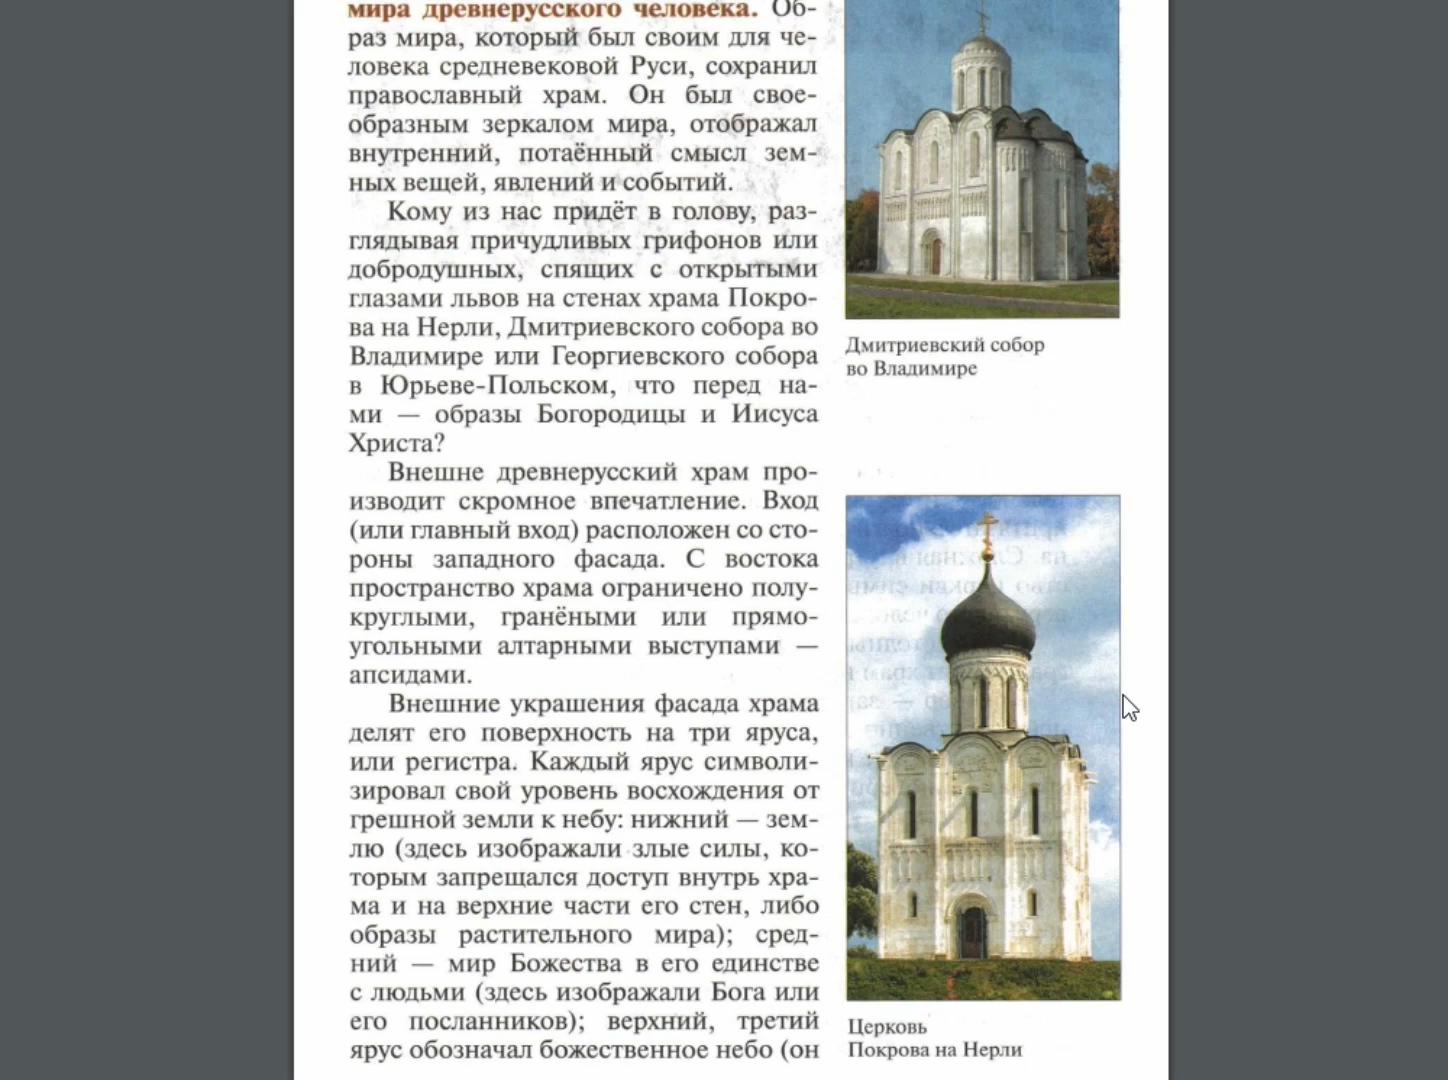 мира древнерусского человека. Об-
раз мира, который был своим для че-
ловека средневековой Руси, сохранил
православный храм. Он был свое-
образным зеркалом мира, отображал
внутренний, потаённый смысл зем-
ных вещей, явлений и событий.
Кому из нас придёт в голову, раз-
глядывая причудливых грифонов или
добродушных, спящих с открытыми
глазами львов на стенах храма Покро-
ва на Нерли, Дмитриевского собора во
Владимире или Георгиевского собора
в Юрьеве-Польском, что перед на-
ми — образы Богородицы и Иисуса
Христа?
Внешне древнерусский храм про-
изводит скромное впечатление. Вход
(или главный вход) расположен со сто-
роны западного фасада. С востока
пространство храма ограничено полу-
круглыми, гранёными или прямо-
угольными алтарными выступами —
апсидами.
Внешние украшения фасада храма
делят его поверхность на три яруса,
или регистра. Каждый ярус символи-
зировал свой уровень восхождения от
грешной земли к небу: нижний — зем-
лю (здесь изображали злые силы, ко-
торым запрещался доступ внутрь хра-
ма и на верхние части его стен, либо
образы растительного мира); сред-
ний — мир Божества в его единстве
с людьми (здесь изображали Бога или
его посланников); верхний, третий
ярус обозначал божественное небо (он
Дмитриевский собор
во Владимире
Церковь
Покрова на Нерли